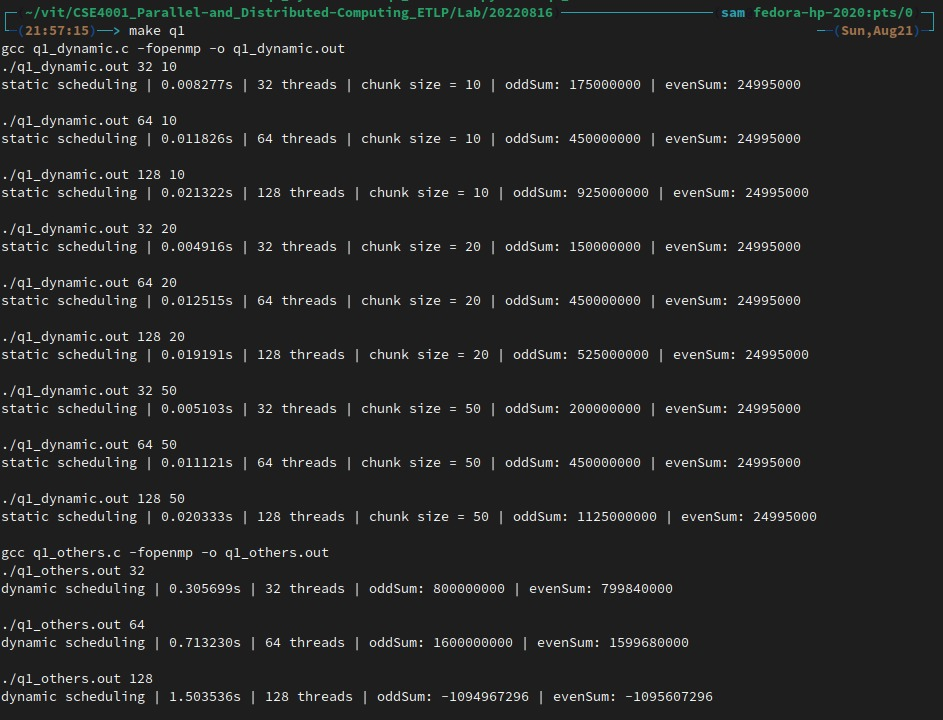 ~/vit/CSE4001_Parallel-and_Distributed-Computing_ETLP/Lab/20220816 sam fedora-hp-2020:pts/0
(21:57:15)—> make q1 (Sun,Aug21)
gcc q1_dynamic.c -fopenmp -o q1_dynamic.out
./q1_dynamic.out 32 10
static scheduling | 0.008277s | 32 threads | chunk size = 10 | oddSum: 175000000 | evenSum: 24995000
./q1_dynamic.out 64 10
static scheduling | 0.011826s | 64 threads | chunk size = 10 | oddSum: 450000000 | evenSum: 24995000
./q1_dynamic.out 128 10
static scheduling | 0.021322s | 128 threads | chunk size = 10 | oddSum: 925000000 | evenSum: 24995000
./q1_dynamic.out 32 20
static scheduling | 0.004916s | 32 threads | chunk size = 20 | oddSum: 150000000 | evenSum: 24995000
./q1_dynamic.out 64 20
static scheduling | 0.012515s | 64 threads | chunk size = 20 | oddSum: 450000000 | evenSum: 24995000
./q1_dynamic.out 128 20
static scheduling | 0.019191s | 128 threads | chunk size = 20 | oddSum: 525000000 | evenSum: 24995000
./q1_dynamic.out 32 50
static scheduling | 0.005103s | 32 threads | chunk size = 50 | oddSum: 200000000 | evenSum: 24995000
./q1_dynamic.out 64 50
static scheduling | 0.011121s | 64 threads | chunk size = 50 | oddSum: 450000000 | evenSum: 24995000
./q1_dynamic.out 128 50
static scheduling | 0.020333s | 128 threads | chunk size = 50 | oddSum: 1125000000 | evenSum: 24995000
gcc q1_others.c -fopenmp -o q1_others.out
./q1_others.out 32
dynamic scheduling | 0.305699s | 32 threads | oddSum: 800000000 | evenSum: 799840000
./q1_others.out 64
dynamic scheduling | 0.713230s | 64 threads | oddSum: 1600000000 | evenSum: 1599680000
./q1_others.out 128
dynamic scheduling | 1.503536s | 128 threads | oddSum: -1094967296 | evenSum: -1095607296